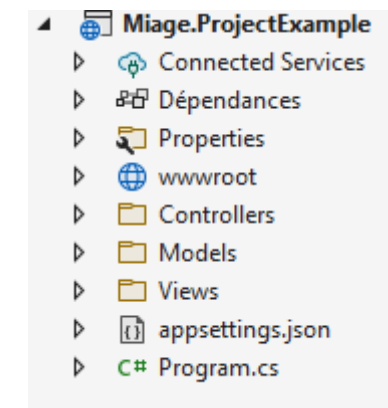 Miage.ProjectExample
Connected Services
Dépendances
Properties
wwwroot
Controllers
Models
Views
appsettings.json
C# Program.cs